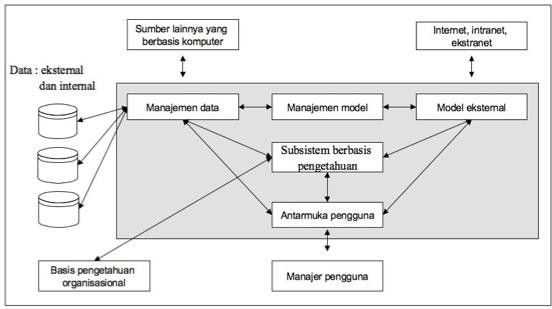 Sumber lainnya yang
berbasis komputer
Internet, intranet,
ekstranet
Data : eksternal
dan internal
Manajemen data
Manajemen model
Model eksternal
Subsistem berbasis
pengetahuan
Antarmuka pengguna
Basis pengetahuan
organisasional
Manajer pengguna